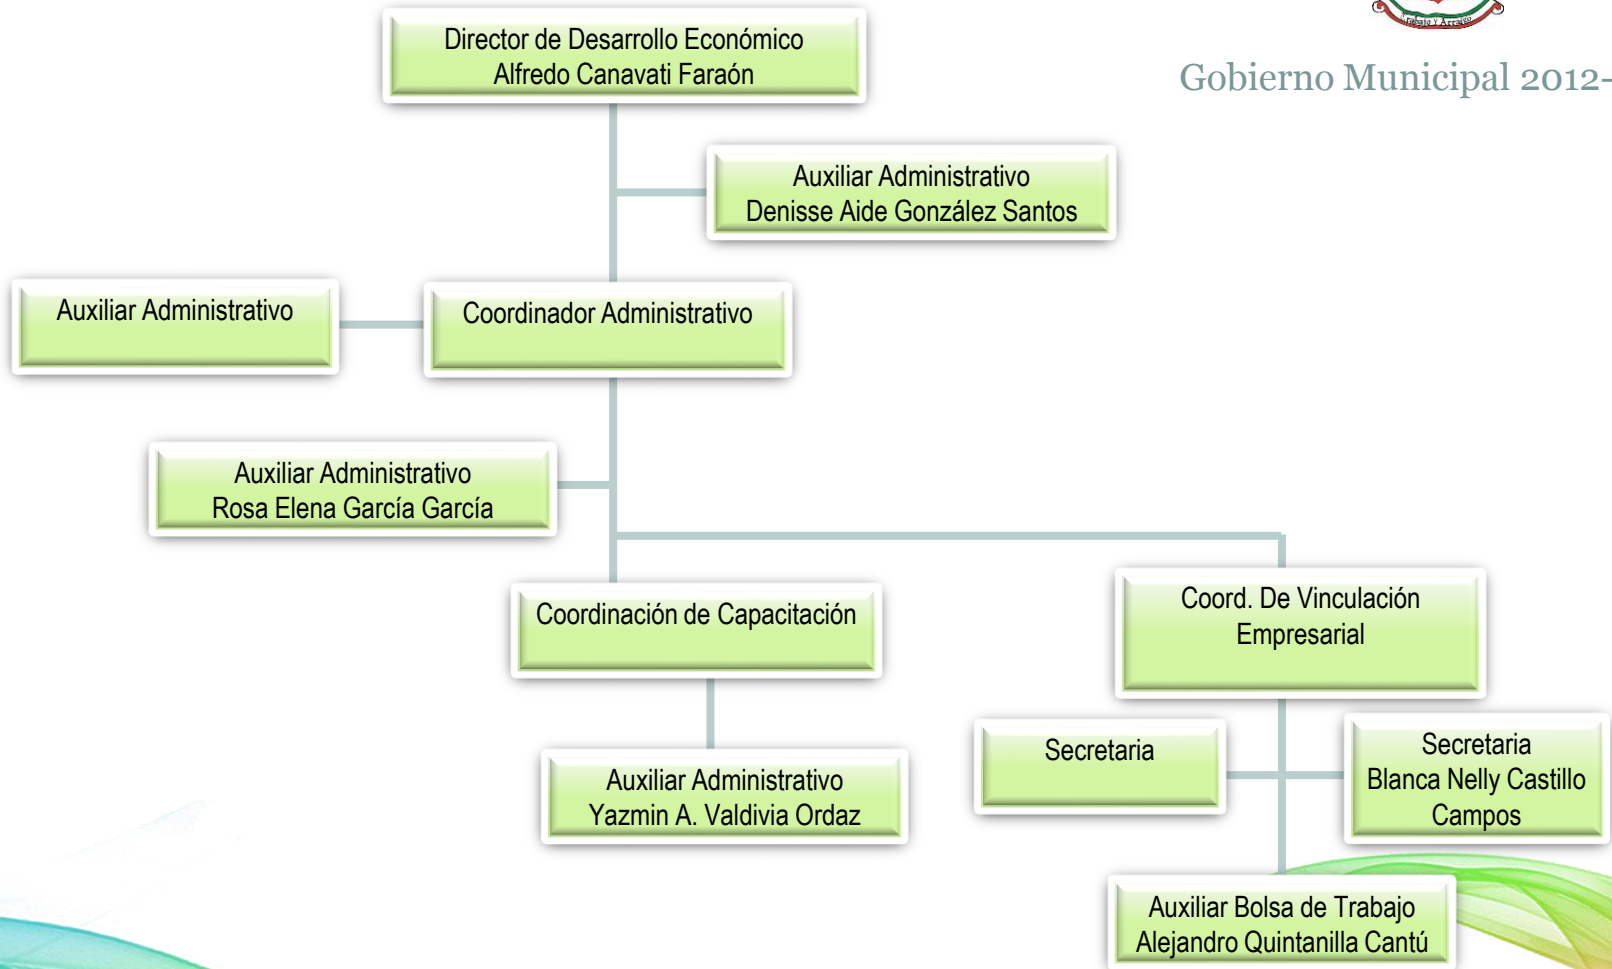 Trabajo y Arraigo
Gobierno Municipal 2012-
Director de Desarrollo Económico
Alfredo Canavati Faraón
Auxiliar Administrativo
Denisse Aide González Santos
Auxiliar Administrativo
Coordinador Administrativo
Auxiliar Administrativo
Rosa Elena García García
Coordinación de Capacitación
Coord. De Vinculación
Empresarial
Auxiliar Administrativo
Yazmin A. Valdivia Ordaz
Secretaria
Secretaria
Blanca Nelly Castillo
Campos
Auxiliar Bolsa de Trabajo
Alejandro Quintanilla Cantú